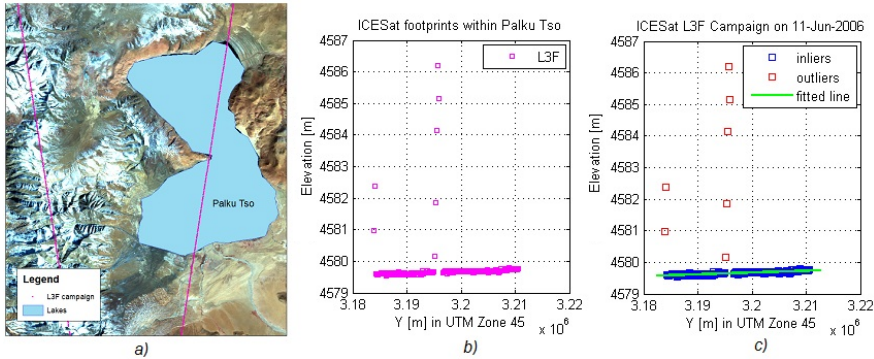 Palku Tso
Legend
L3F campaign
Lakes
a)
ICESat footprints within Palku Tso
L3F
Elevation [m]
4587
4586
4585
4584
4583
4582
4581
4580
4579
3.18
3.19
3.2
3.21
3.22
Y [m] in UTM Zone 45
x 10^6
b)
ICESat L3F Campaign on 11-Jun-2006
inliers
outliers
fitted line
Elevation [m]
4587
4586
4585
4584
4583
4582
4581
4580
4579
3.18
3.19
3.2
3.21
3.22
Y [m] in UTM Zone 45
x 10^6
c)